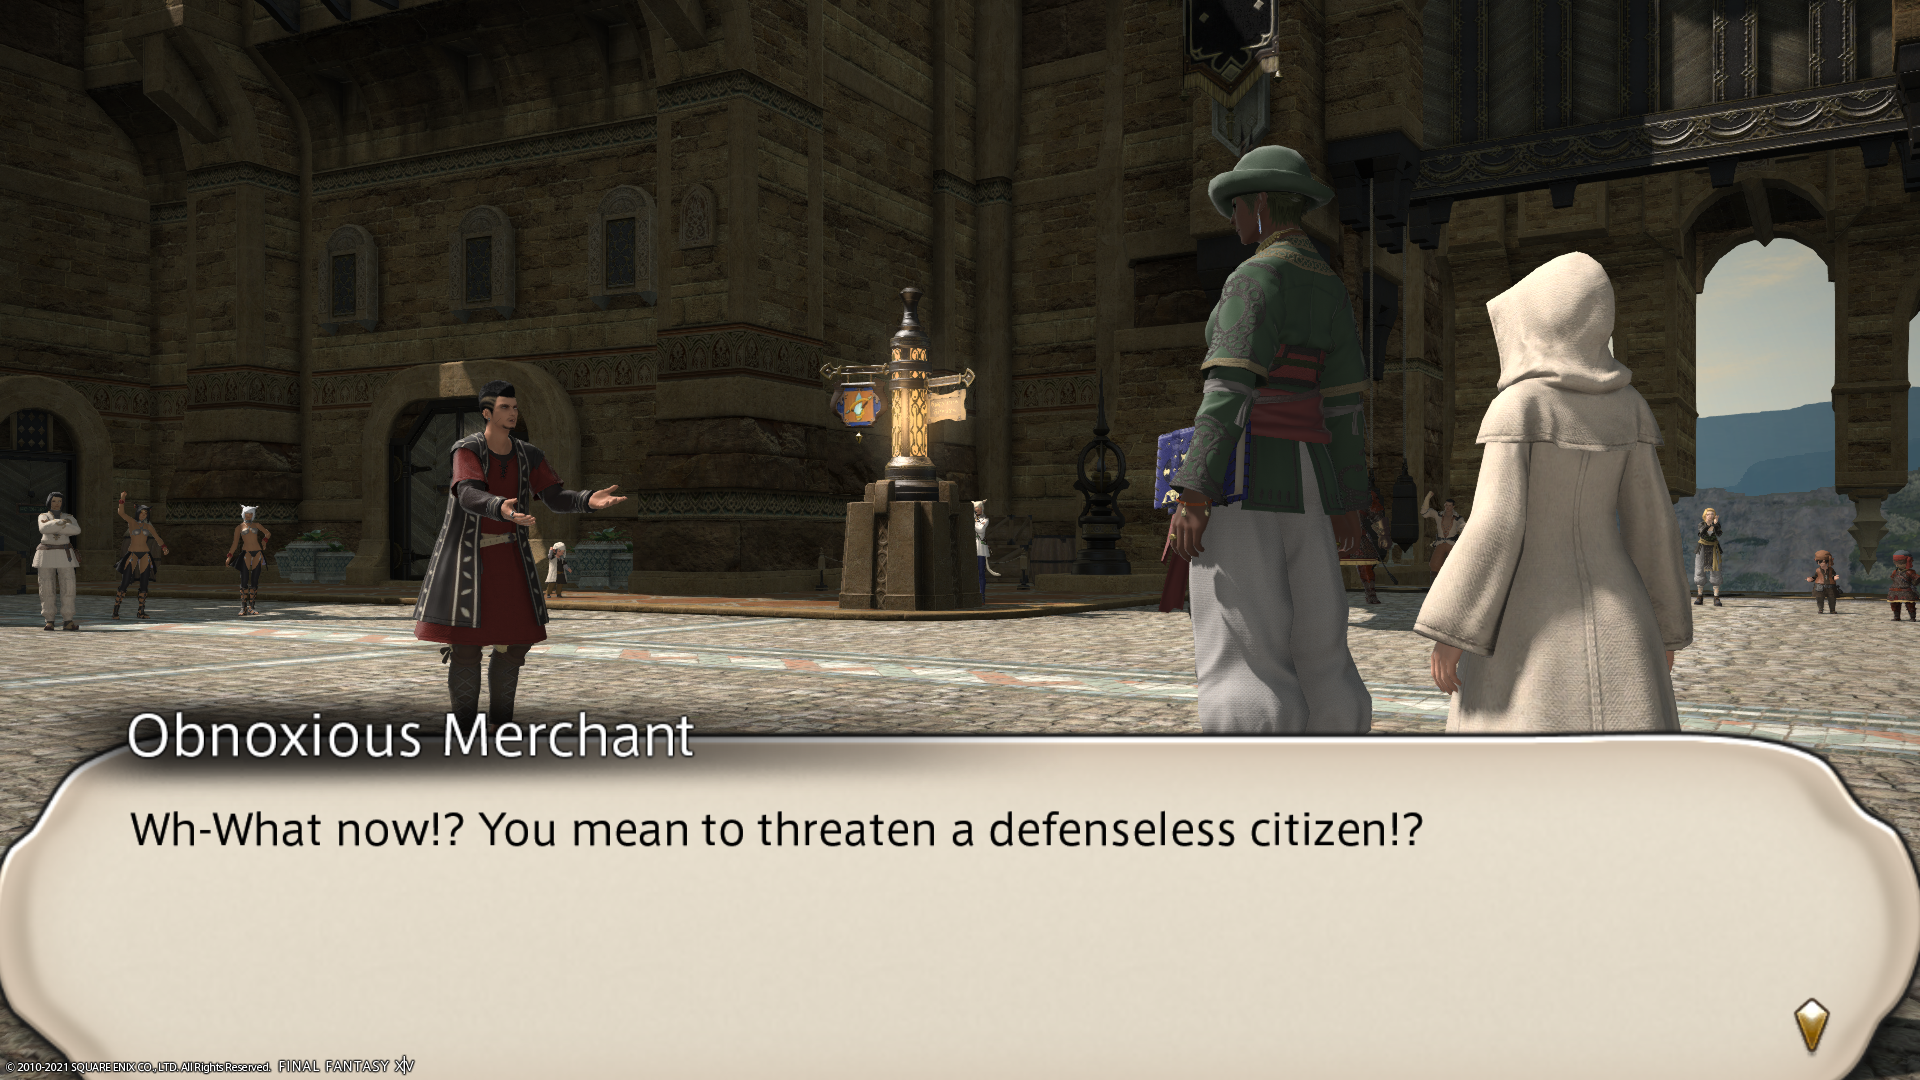 Obnoxious Merchant
Wh-What now!? You mean to threaten a defenseless citizen!?
© 2010-2021 SQUARE ENIX CO., LTD. All Rights Reserved. FINAL FANTASY XIV